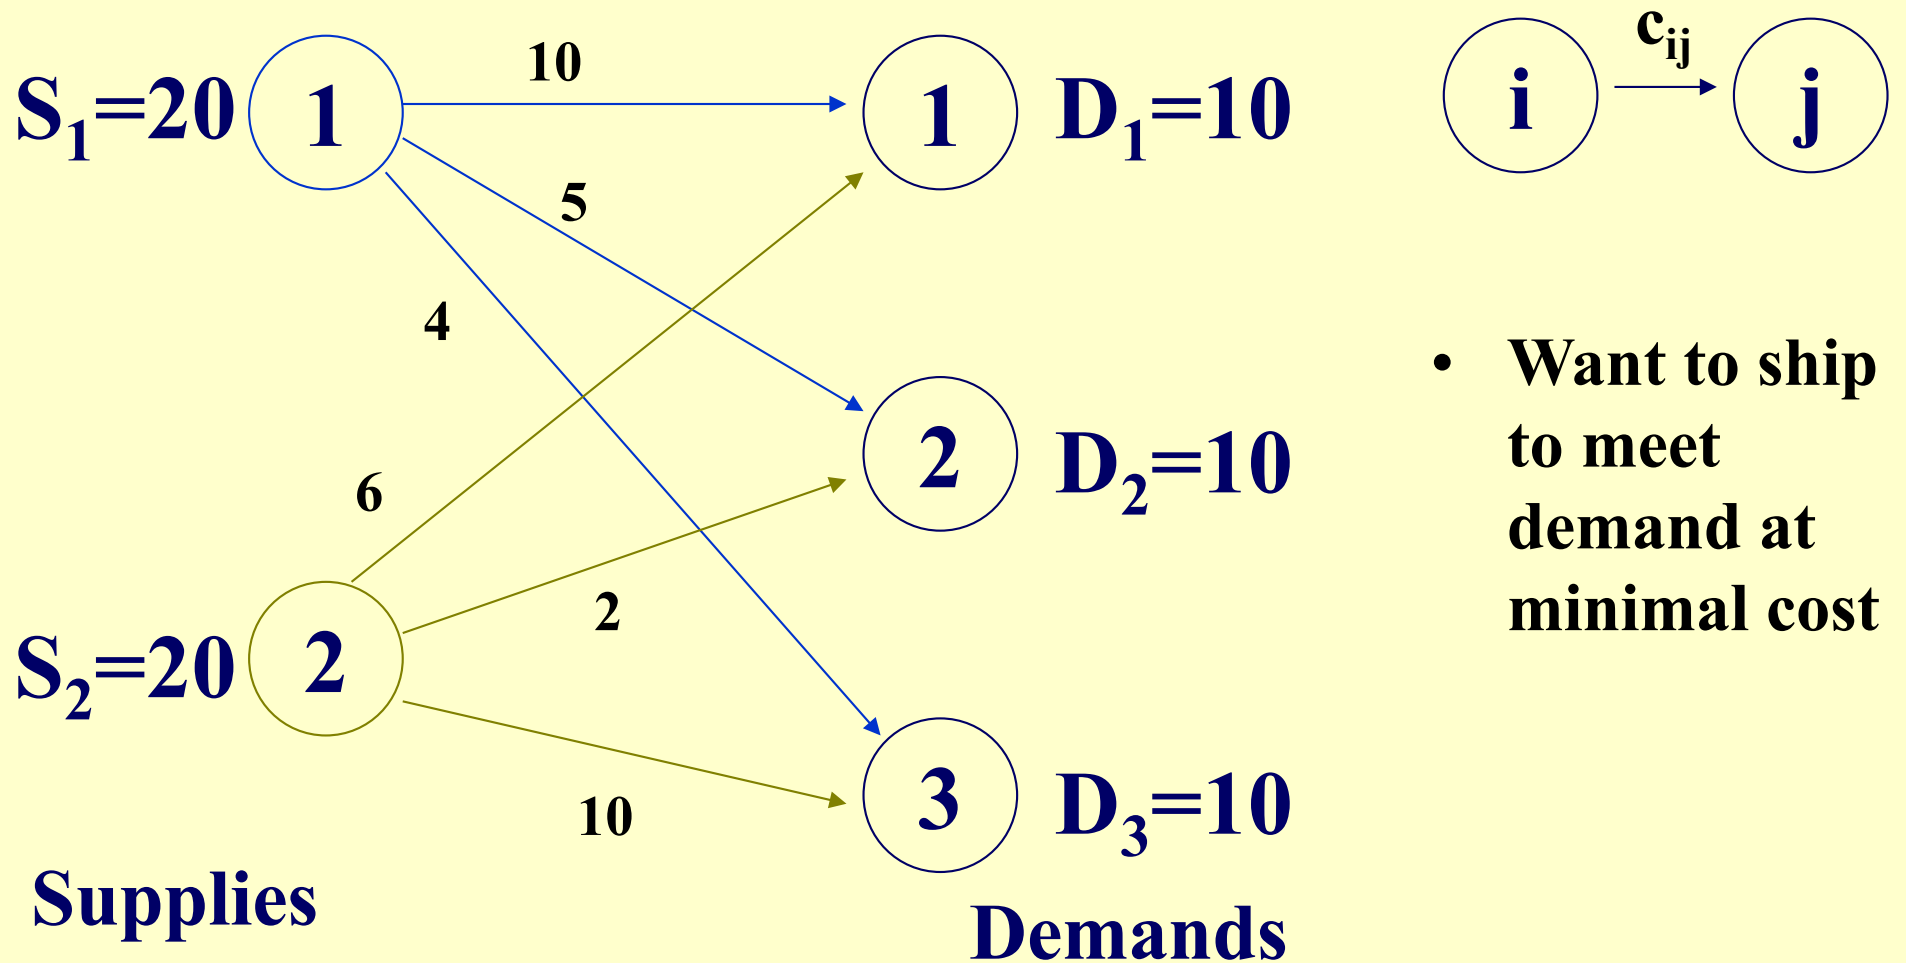 S₁=20 1 10 1 D₁=10
cᵢⱼ
i j
5
4
• Want to ship
to meet
demand at
minimal cost
2 D₂=10
6
2
S₂=20 2
3 D₃=10
10
Supplies
Demands